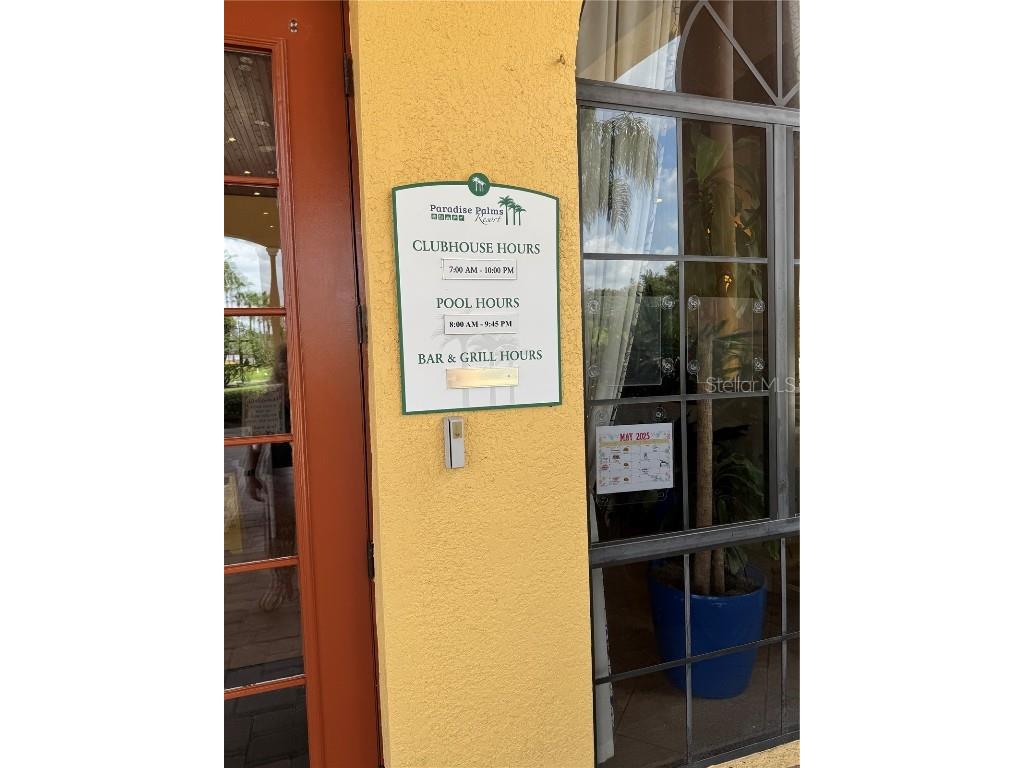 Paradise Palms
Resort
CLUBHOUSE HOURS
7:00 AM - 10:00 PM
POOL HOURS
8:00 AM - 9:45 PM
BAR & GRILL HOURS
Stellar MLS
MAY 2025